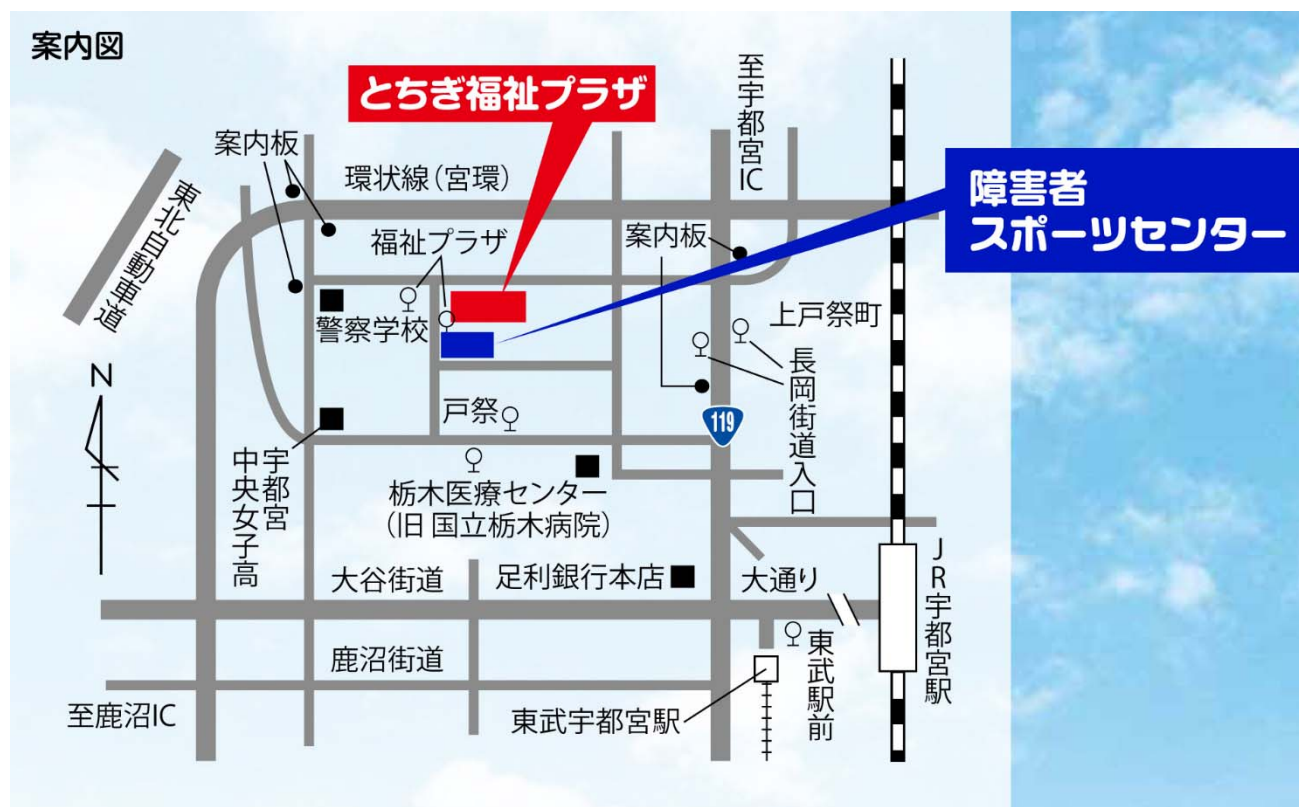 案内図
とちぎ福祉プラザ
至宇都宮IC
案内板
環状線（宮環）
障害者
スポーツセンター
東北自動車道
福祉プラザ
案内板
警察学校
上戸祭町
長岡街道入口
N
戸祭
119
宇都宮
中央女子高
栃木医療センター
（旧 国立栃木病院）
大谷街道
足利銀行本店
大通り
JR宇都宮駅
鹿沼街道
東武駅前
至鹿沼IC
東武宇都宮駅